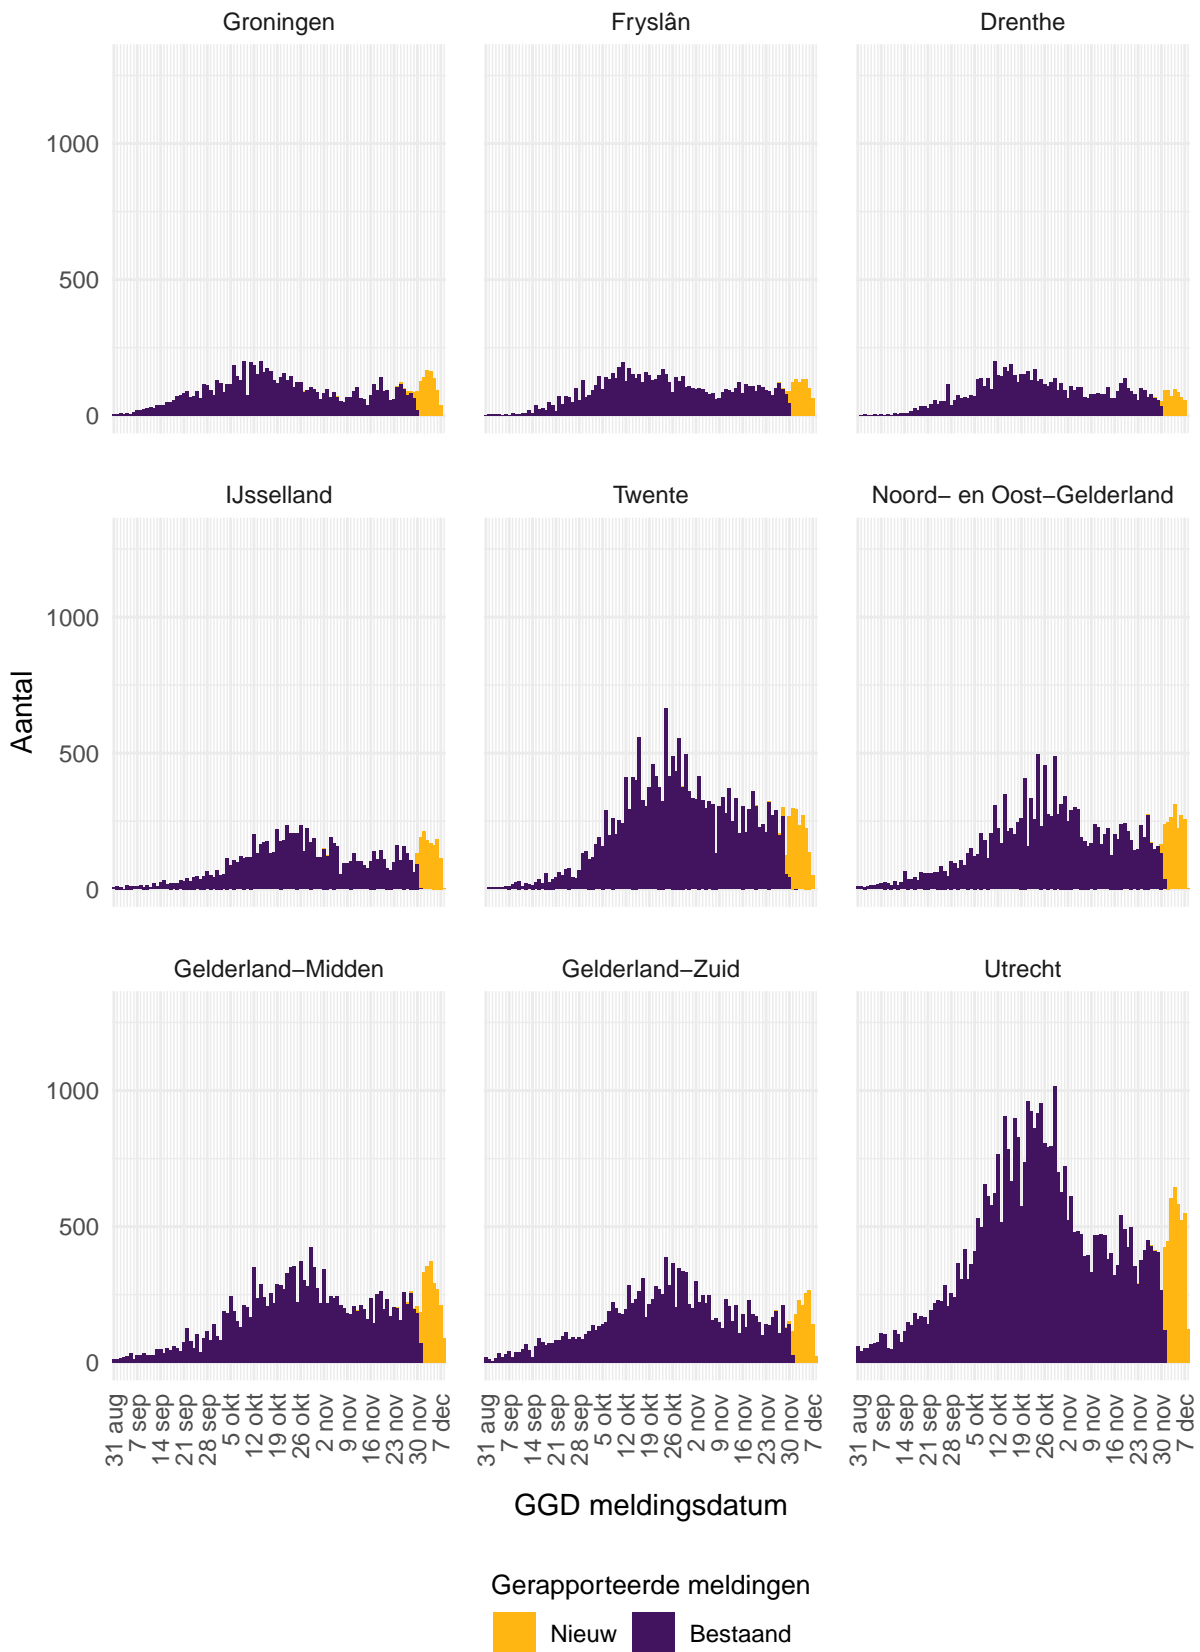 Groningen Fryslân Drenthe
1000
500
0
IJsselland Twente Noord− en Oost−Gelderland
1000
500
0
Aantal
Gelderland−Midden Gelderland−Zuid Utrecht
1000
500
0
31 aug 7 sep 14 sep 21 sep 28 sep 5 okt 12 okt 19 okt 26 okt 2 nov 9 nov 16 nov 23 nov 30 nov 7 dec 31 aug 7 sep 14 sep 21 sep 28 sep 5 okt 12 okt 19 okt 26 okt 2 nov 9 nov 16 nov 23 nov 30 nov 7 dec 31 aug 7 sep 14 sep 21 sep 28 sep 5 okt 12 okt 19 okt 26 okt 2 nov 9 nov 16 nov 23 nov 30 nov 7 dec
GGD meldingsdatum
Gerapporteerde meldingen
Nieuw Bestaand